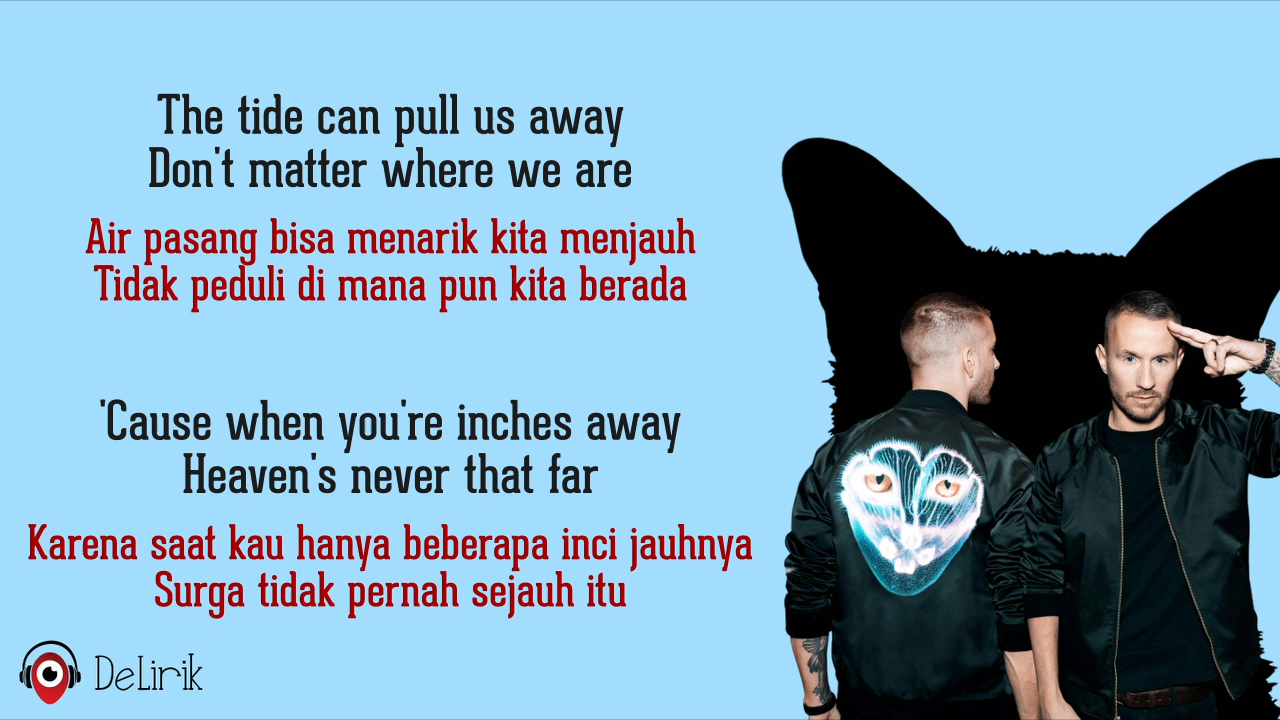 The tide can pull us away
Don't matter where we are
Air pasang bisa menarik kita menjauh
Tidak peduli di mana pun kita berada
'Cause when you're inches away
Heaven's never that far
Karena saat kau hanya beberapa inci jauhnya
Surga tidak pernah sejauh itu
DeLirik